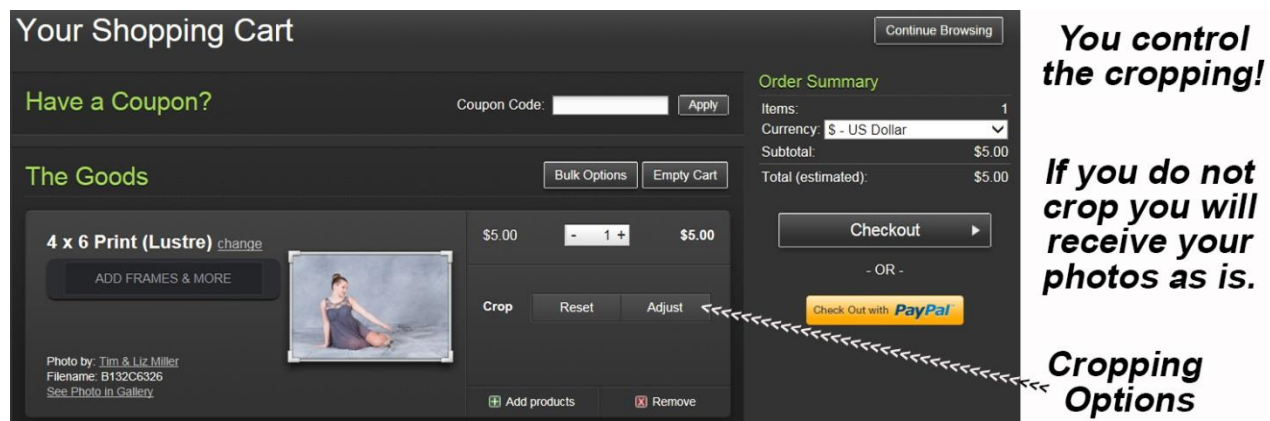 Your Shopping Cart
Continue Browsing
Have a Coupon?
Coupon Code:
Apply
The Goods
Bulk Options
Empty Cart
4 x 6 Print (Lustre) change
ADD FRAMES & MORE
Photo by: Tim & Liz Miller
Filename: B132C6326
See Photo in Gallery
$5.00
- 1 +
$5.00
Crop
Reset
Adjust
Add products
Remove
Order Summary
Items: 1
Currency: $ - US Dollar
Subtotal: $5.00
Total (estimated): $5.00
Checkout
- OR -
Check Out with PayPal
You control
the cropping!
If you do not
crop you will
receive your
photos as is.
Cropping
Options